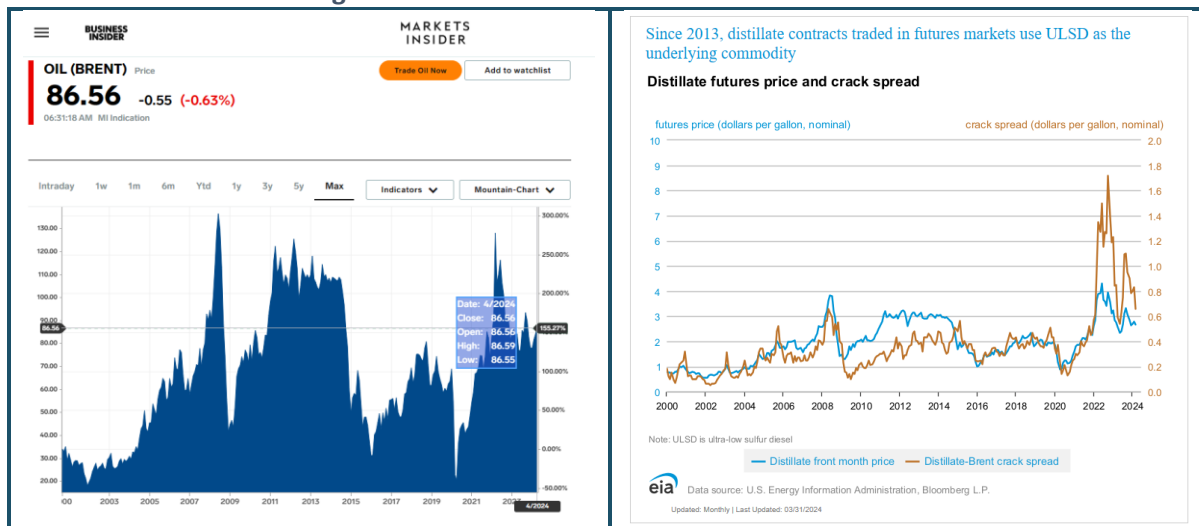 BUSINESS
INSIDER
MARKETS
INSIDER
OIL (BRENT) Price
Trade Oil Now
Add to watchlist
86.56 -0.55 (-0.63%)
06:31:18 AM MI Indication
Intraday 1w 1m 6m Ytd 1y 3y 5y Max
Indicators
Mountain-Chart
130.00
120.00
110.00
100.00
90.00
86.56
80.00
70.00
60.00
50.00
40.00
30.00
20.00
300.00%
250.00%
200.00%
155.27%
100.00%
50.00%
0.00%
-50.00%
Date: 4/2024
Close: 86.56
Open: 86.56
High: 86.59
Low: 86.55
2003 2005 2007 2009 2011 2013 2015 2017 2019 2021
4/2024
Since 2013, distillate contracts traded in futures markets use ULSD as the
underlying commodity
Distillate futures price and crack spread
futures price (dollars per gallon, nominal)
crack spread (dollars per gallon, nominal)
10
9
8
7
6
5
4
3
2
1
0
2.0
1.8
1.6
1.4
1.2
1.0
0.8
0.6
0.4
0.2
0.0
2000 2002 2004 2006 2008 2010 2012 2014 2016 2018 2020 2022 2024
Note: ULSD is ultra-low sulfur diesel
Distillate front month price
Distillate-Brent crack spread
eia
Data source: U.S. Energy Information Administration, Bloomberg L.P.
Updated: Monthly | Last Updated: 03/31/2024